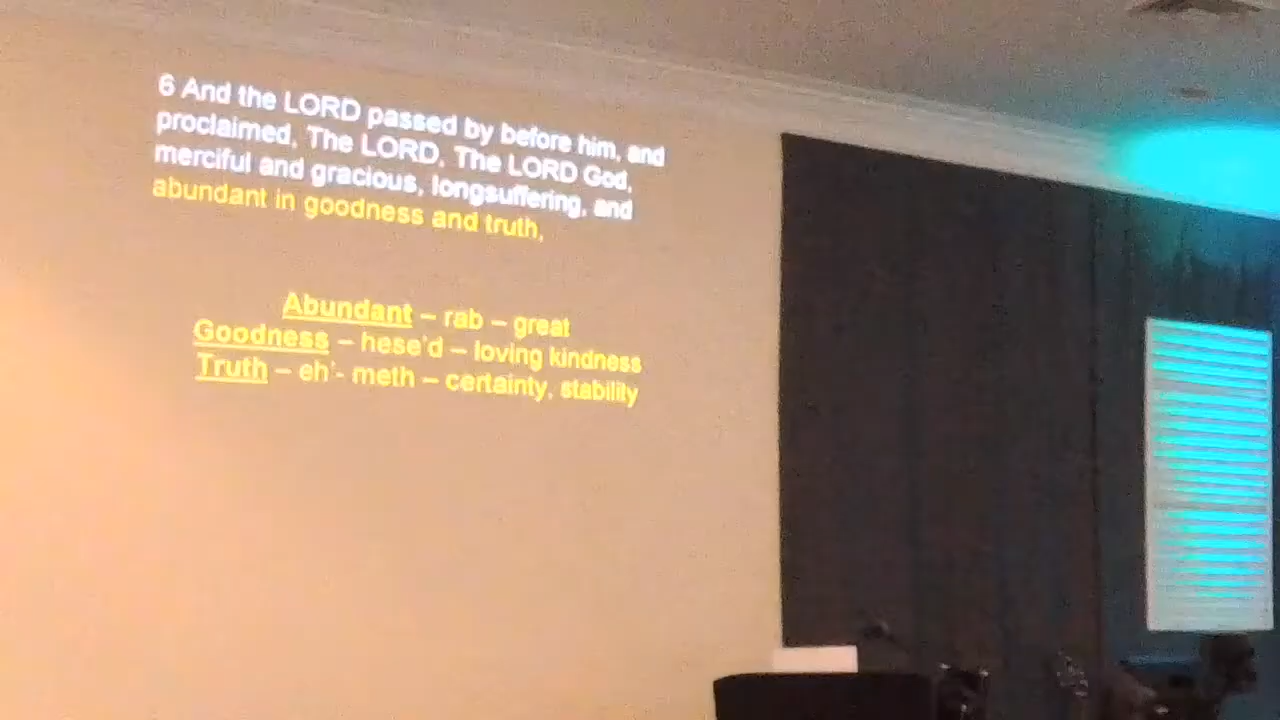 6 And the LORD passed by before him, and
proclaimed, The LORD, The LORD God,
merciful and gracious, longsuffering, and
abundant in goodness and truth,
Abundant – rab – great
Goodness – hese'd – loving kindness
Truth – eh'- meth – certainty, stability